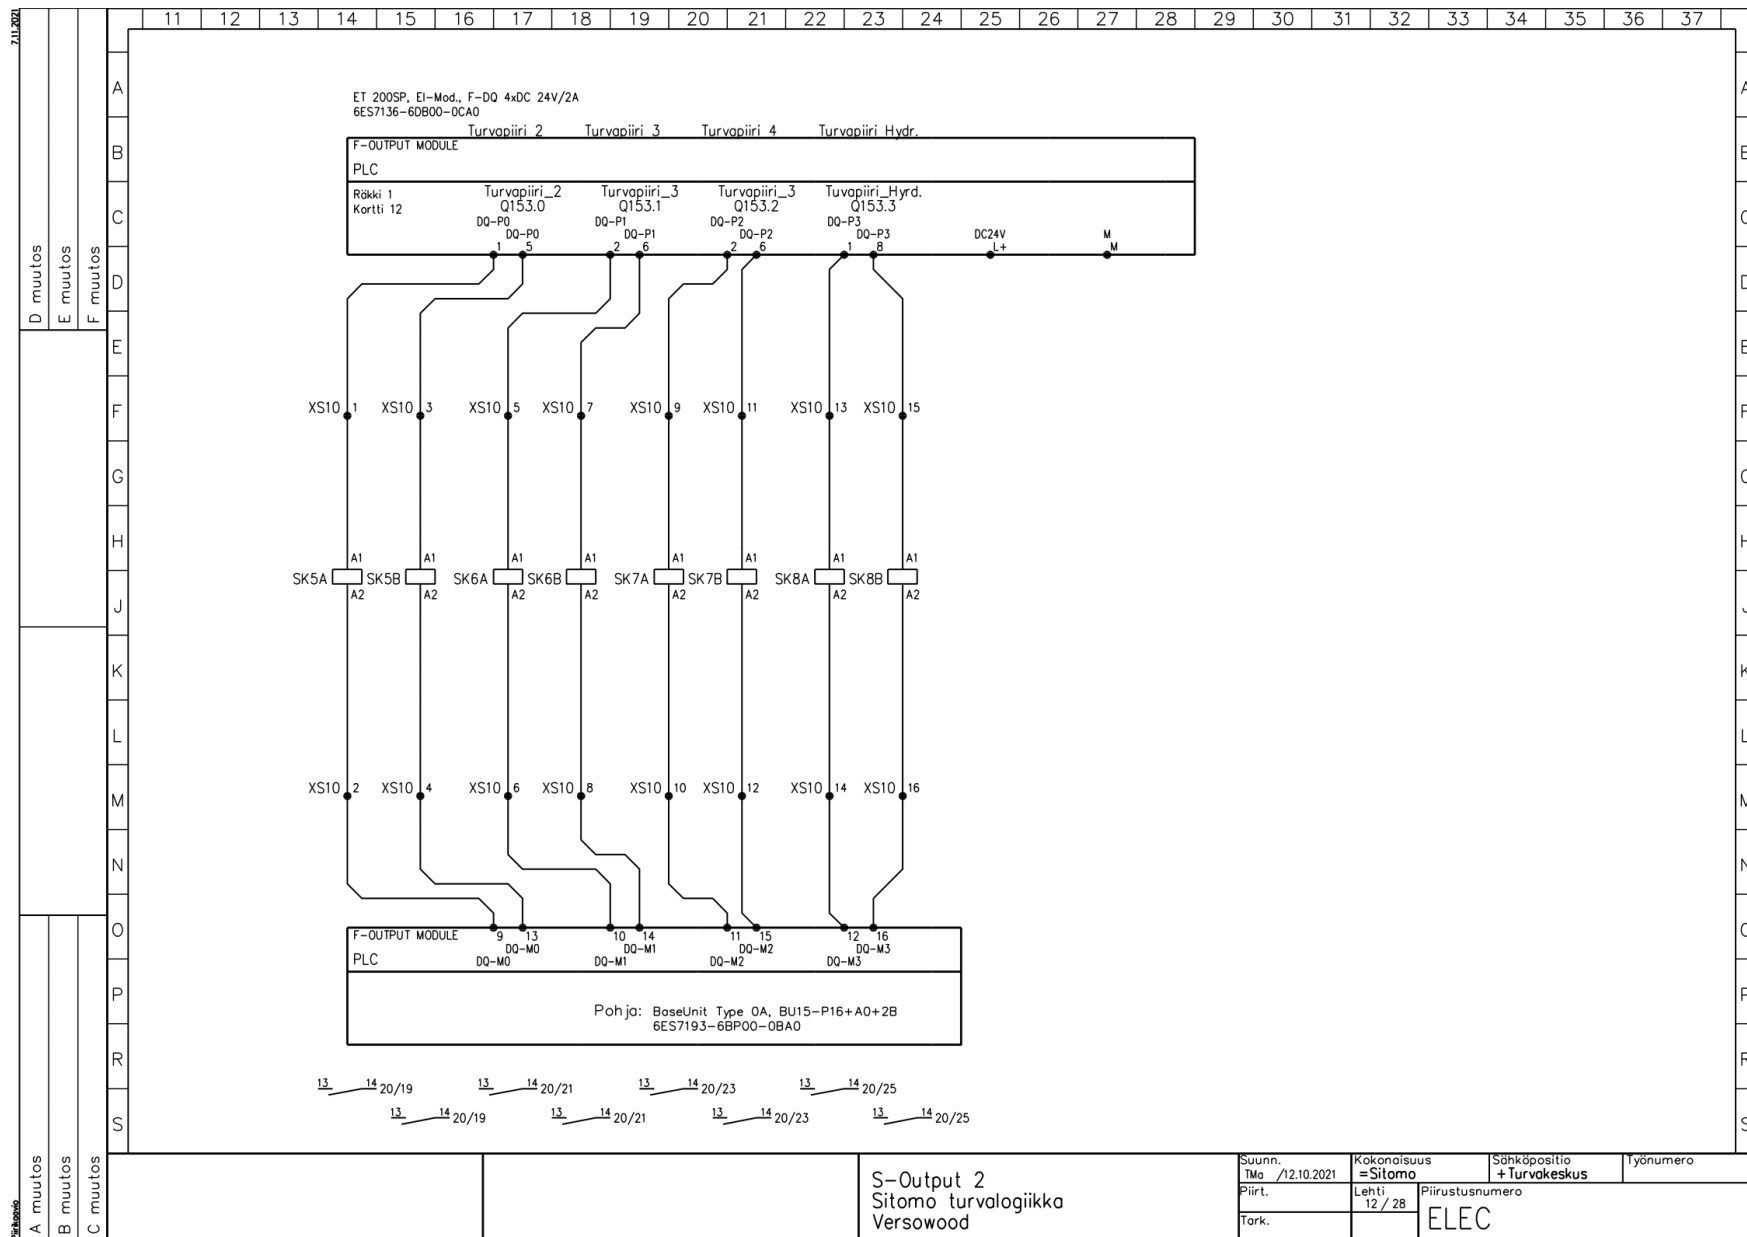 7.11.2021
11 12 13 14 15 16 17 18 19 20 21 22 23 24 25 26 27 28 29 30 31 32 33 34 35 36 37
A
B
C
D
E
F
G
H
J
K
L
M
N
O
P
R
S
D muutos
E muutos
F muutos
A muutos
B muutos
C muutos
ET 200SP, El-Mod., F-DQ 4xDC 24V/2A
6ES7136-6DB00-0CA0
Turvapiiri 2 Turvapiiri 3 Turvapiiri 4 Turvapiiri Hydr.
F-OUTPUT MODULE
PLC
Räkki 1
Kortti 12
Turvapiiri_2 Turvapiiri_3 Turvapiiri_3 Tuvapiiri_Hyrd.
Q153.0 Q153.1 Q153.2 Q153.3
DQ-P0 DQ-P1 DQ-P2 DQ-P3
DQ-P0 DQ-P1 DQ-P2 DQ-P3 DC24V M
1 5 2 6 2 6 1 8 L+ M
XS10 1 XS10 3 XS10 5 XS10 7 XS10 9 XS10 11 XS10 13 XS10 15
A1 A1 A1 A1 A1 A1 A1 A1
SK5A SK5B SK6A SK6B SK7A SK7B SK8A SK8B
A2 A2 A2 A2 A2 A2 A2 A2
XS10 2 XS10 4 XS10 6 XS10 8 XS10 10 XS10 12 XS10 14 XS10 16
F-OUTPUT MODULE
9 13 10 14 11 15 12 16
DQ-M0 DQ-M1 DQ-M2 DQ-M3
PLC
DQ-M0 DQ-M1 DQ-M2 DQ-M3
Pohja: BaseUnit Type 0A, BU15-P16+A0+2B
6ES7193-6BP00-0BA0
13 14 20/19 13 14 20/21 13 14 20/23 13 14 20/25
13 14 20/19 13 14 20/21 13 14 20/23 13 14 20/25
S-Output 2
Sitomo turvalogiikka
Versowood
Suunn.
TMa /12.10.2021
Kokonaisuus
=Sitomo
Sähköpositio
+Turvakeskus
Työnumero
Piirt.
Lehti
12 / 28
Piirustusnumero
ELEC
Tark.